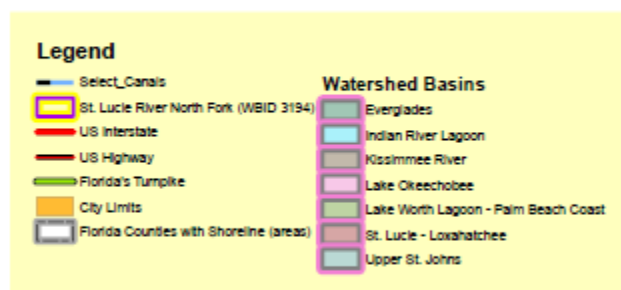 Legend
Select_Canals
St. Lucie River North Fork (WBID 3194)
US Interstate
US Highway
Florida's Turnpike
City Limits
Florida Counties with Shoreline (areas)
Watershed Basins
Everglades
Indian River Lagoon
Kissimmee River
Lake Okeechobee
Lake Worth Lagoon - Palm Beach Coast
St. Lucie - Loxahatchee
Upper St. Johns